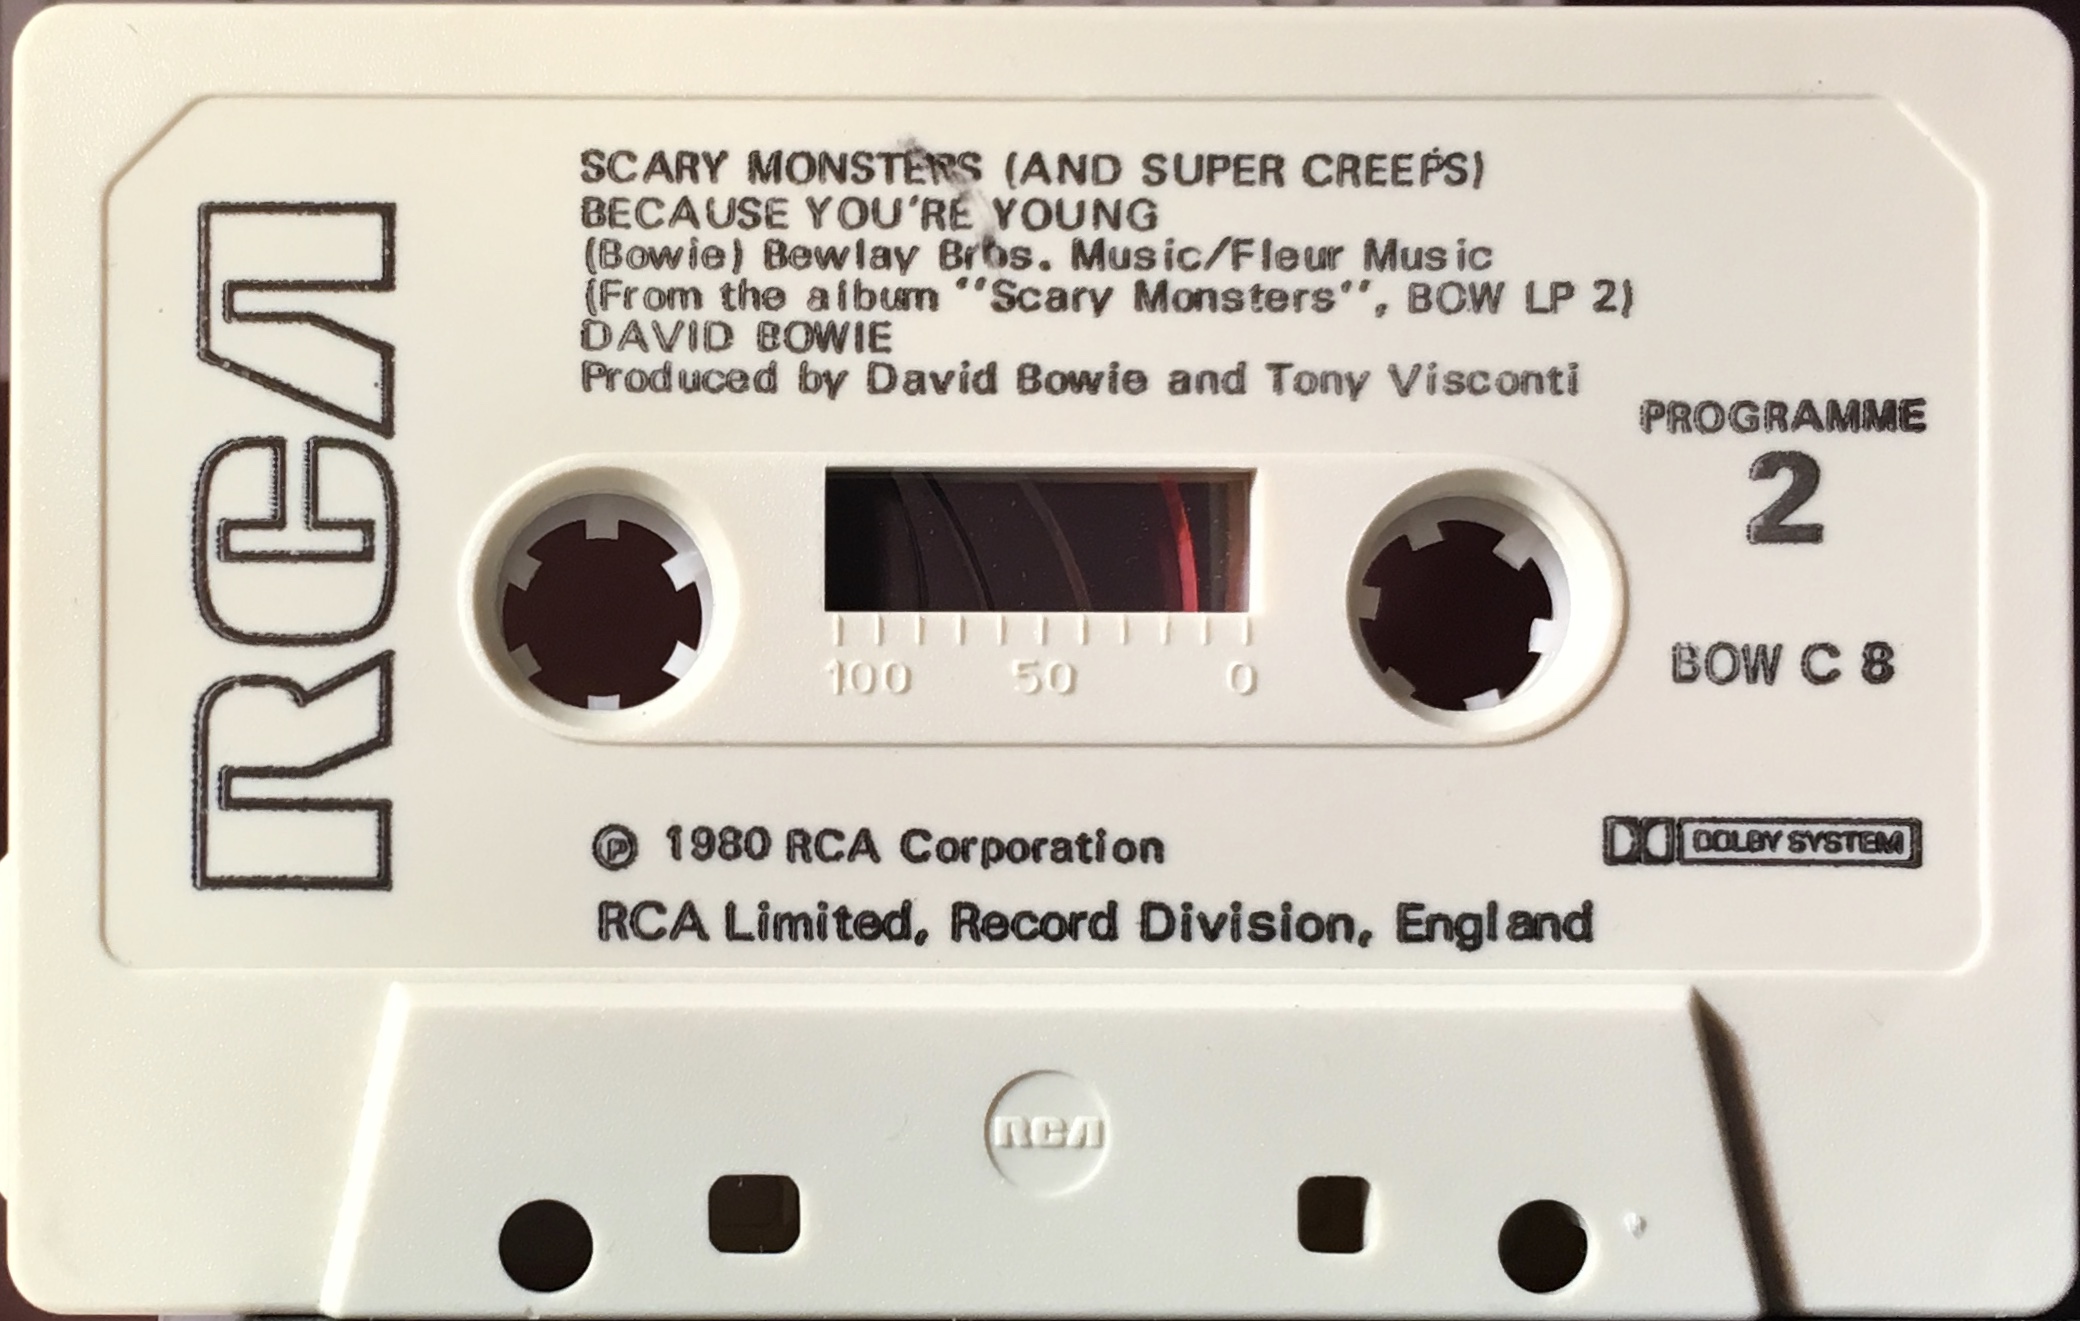 RCA
SCARY MONSTERS (AND SUPER CREEPS)
BECAUSE YOU'RE YOUNG
(Bowie) Bewlay Bros. Music/Fleur Music
(From the album "Scary Monsters", BOW LP 2)
DAVID BOWIE
Produced by David Bowie and Tony Visconti
PROGRAMME
2
100 50 0
BOW C 8
℗ 1980 RCA Corporation
DOLBY SYSTEM
RCA Limited, Record Division, England
RCA